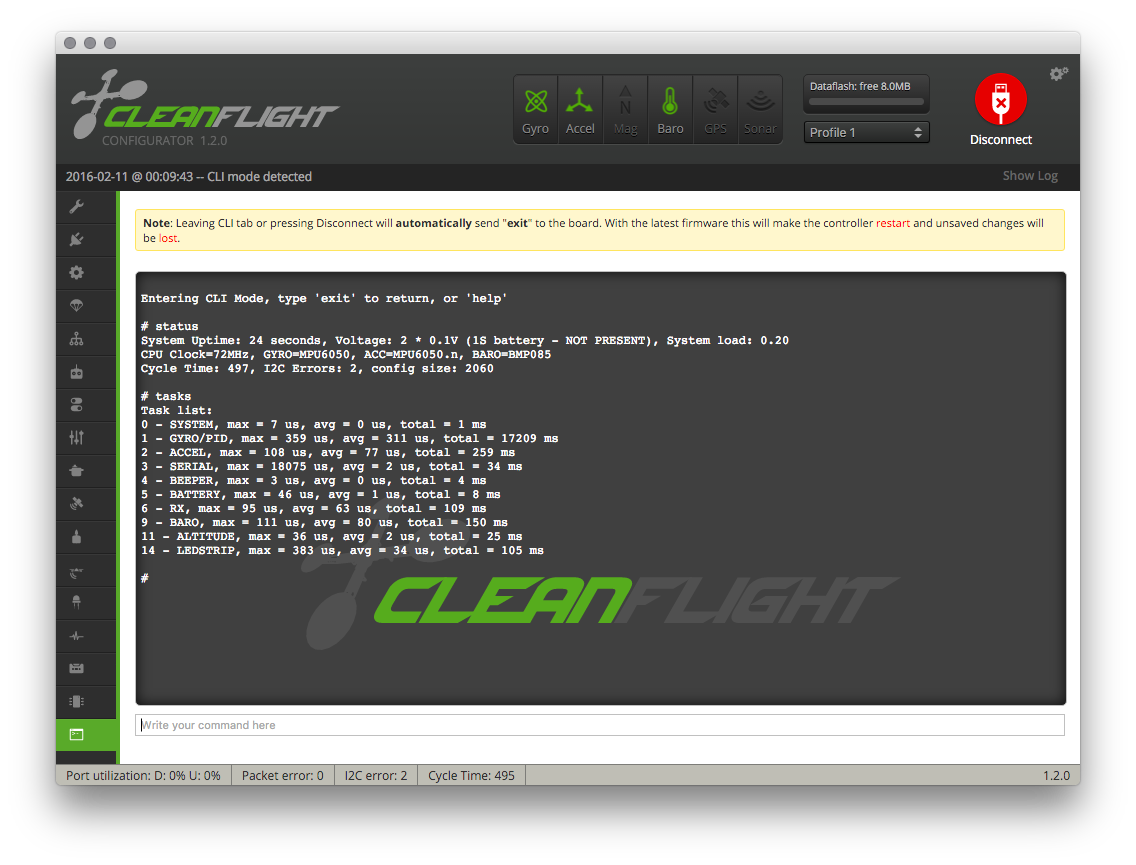 CLEANFLIGHT
CONFIGURATOR 1.2.0
Gyro Accel Mag Baro GPS Sonar
N
Dataflash: free 8.0MB
Profile 1
Disconnect
2016-02-11 @ 00:09:43 -- CLI mode detected
Show Log
Note: Leaving CLI tab or pressing Disconnect will automatically send "exit" to the board. With the latest firmware this will make the controller restart and unsaved changes will
be lost.
Entering CLI Mode, type 'exit' to return, or 'help'
# status
System Uptime: 24 seconds, Voltage: 2 * 0.1V (1S battery - NOT PRESENT), System load: 0.20
CPU Clock=72MHz, GYRO=MPU6050, ACC=MPU6050.n, BARO=BMP085
Cycle Time: 497, I2C Errors: 2, config size: 2060
# tasks
Task list:
0 - SYSTEM, max = 7 us, avg = 0 us, total = 1 ms
1 - GYRO/PID, max = 359 us, avg = 311 us, total = 17209 ms
2 - ACCEL, max = 108 us, avg = 77 us, total = 259 ms
3 - SERIAL, max = 18075 us, avg = 2 us, total = 34 ms
4 - BEEPER, max = 3 us, avg = 0 us, total = 4 ms
5 - BATTERY, max = 46 us, avg = 1 us, total = 8 ms
6 - RX, max = 95 us, avg = 63 us, total = 109 ms
9 - BARO, max = 111 us, avg = 80 us, total = 150 ms
11 - ALTITUDE, max = 36 us, avg = 2 us, total = 25 ms
14 - LEDSTRIP, max = 383 us, avg = 34 us, total = 105 ms
#
CLEANFLIGHT
Write your command here
Port utilization: D: 0% U: 0% Packet error: 0 I2C error: 2 Cycle Time: 495 1.2.0